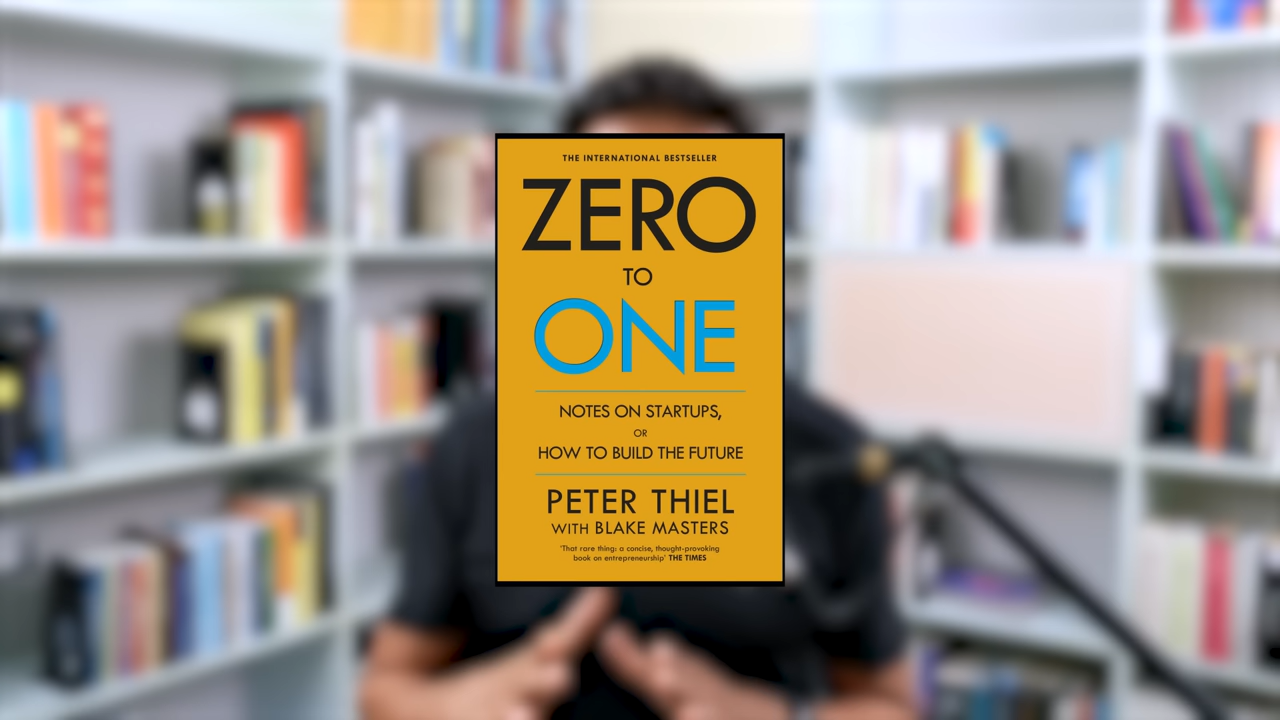 THE INTERNATIONAL BESTSELLER
ZERO
TO
ONE
NOTES ON STARTUPS,
OR
HOW TO BUILD THE FUTURE
PETER THIEL
WITH BLAKE MASTERS
'That rare thing: a concise, thought-provoking
book on entrepreneurship' THE TIMES